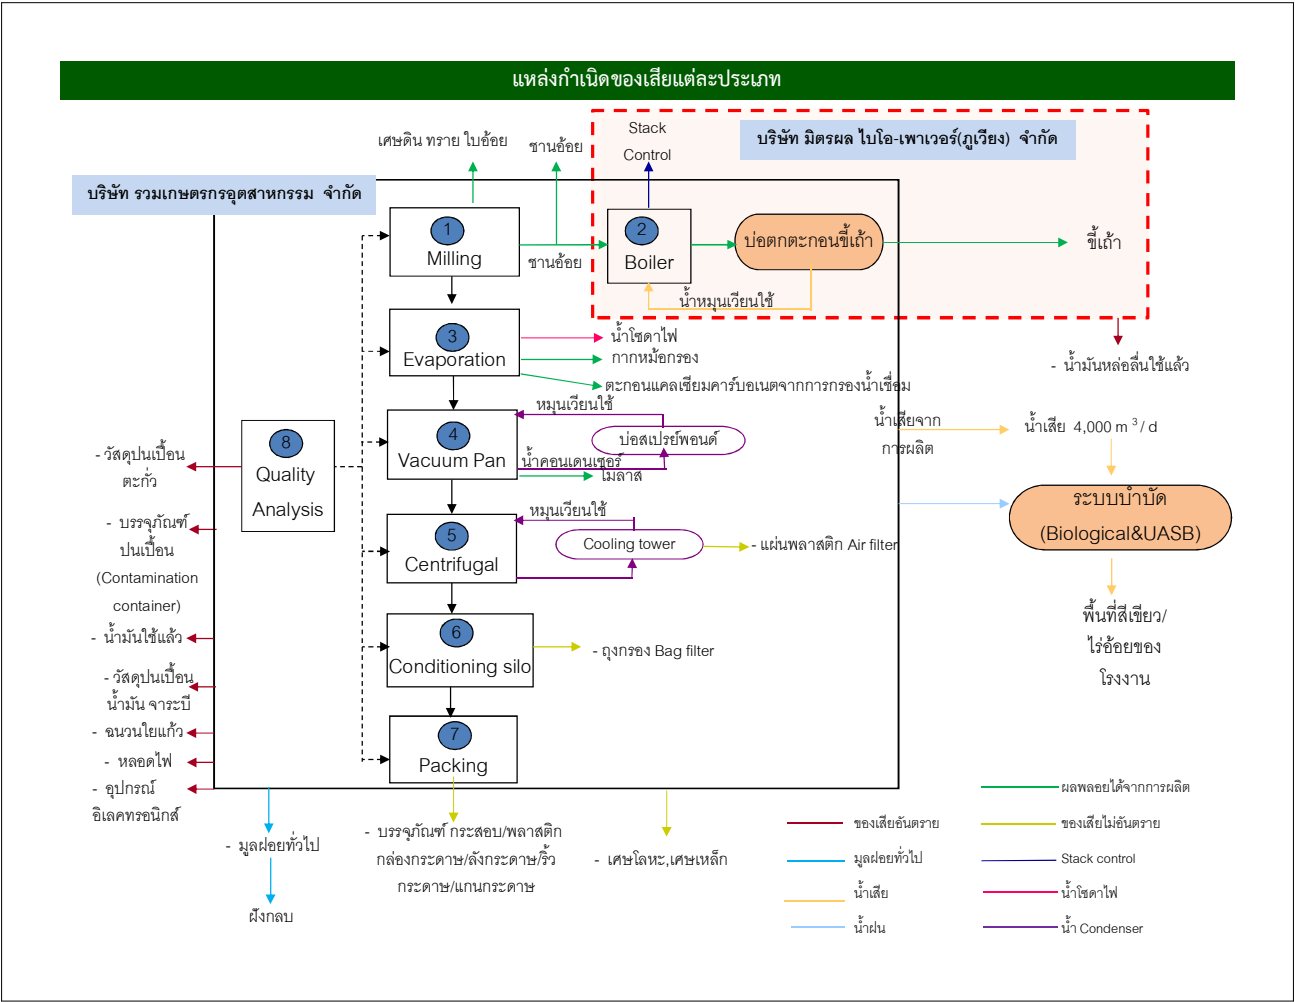 แหล่งกำเนิดของเสียแต่ละประเภท
บริษัท มิตรผล ไบโอ-เพาเวอร์(ภูเวียง) จำกัด
บริษัท รวมเกษตรกรอุตสาหกรรม จำกัด
เศษดิน ทราย ใบอ้อย
ชานอ้อย
Stack
Control
1
Milling
ชานอ้อย
2
Boiler
บ่อตกตะกอนขี้เถ้า
ขี้เถ้า
น้ำหมุนเวียนใช้
3
Evaporation
น้ำโซดาไฟ
กากหม้อกรอง
ตะกอนแคลเซียมคาร์บอเนตจากการกรองน้ำเชื่อม
- น้ำมันหล่อลื่นใช้แล้ว
4
Vacuum Pan
หมุนเวียนใช้
บ่อสเปรย์พอนด์
น้ำคอนเดนเซอร์
โมลาส
น้ำเสียจาก
การผลิต
น้ำเสีย 4,000 m 3 / d
ระบบบำบัด
(Biological&UASB)
พื้นที่สีเขียว/
ไร่อ้อยของ
โรงงาน
8
Quality
Analysis
5
Centrifugal
หมุนเวียนใช้
Cooling tower
- แผ่นพลาสติก Air filter
6
Conditioning silo
- ถุงกรอง Bag filter
7
Packing
- วัสดุปนเปื้อน
ตะกั่ว
- บรรจุภัณฑ์
ปนเปื้อน
(Contamination
container)
- น้ำมันใช้แล้ว
- วัสดุปนเปื้อน
น้ำมัน จาระบี
- ฉนวนใยแก้ว
- หลอดไฟ
- อุปกรณ์
อิเลคทรอนิกส์
- มูลฝอยทั่วไป
ฝังกลบ
- บรรจุภัณฑ์ กระสอบ/พลาสติก
กล่องกระดาษ/ลังกระดาษ/ริ้ว
กระดาษ/แกนกระดาษ
- เศษโลหะ,เศษเหล็ก
ผลพลอยได้จากการผลิต
ของเสียอันตราย
ของเสียไม่อันตราย
มูลฝอยทั่วไป
Stack control
น้ำเสีย
น้ำโซดาไฟ
น้ำฝน
น้ำ Condenser